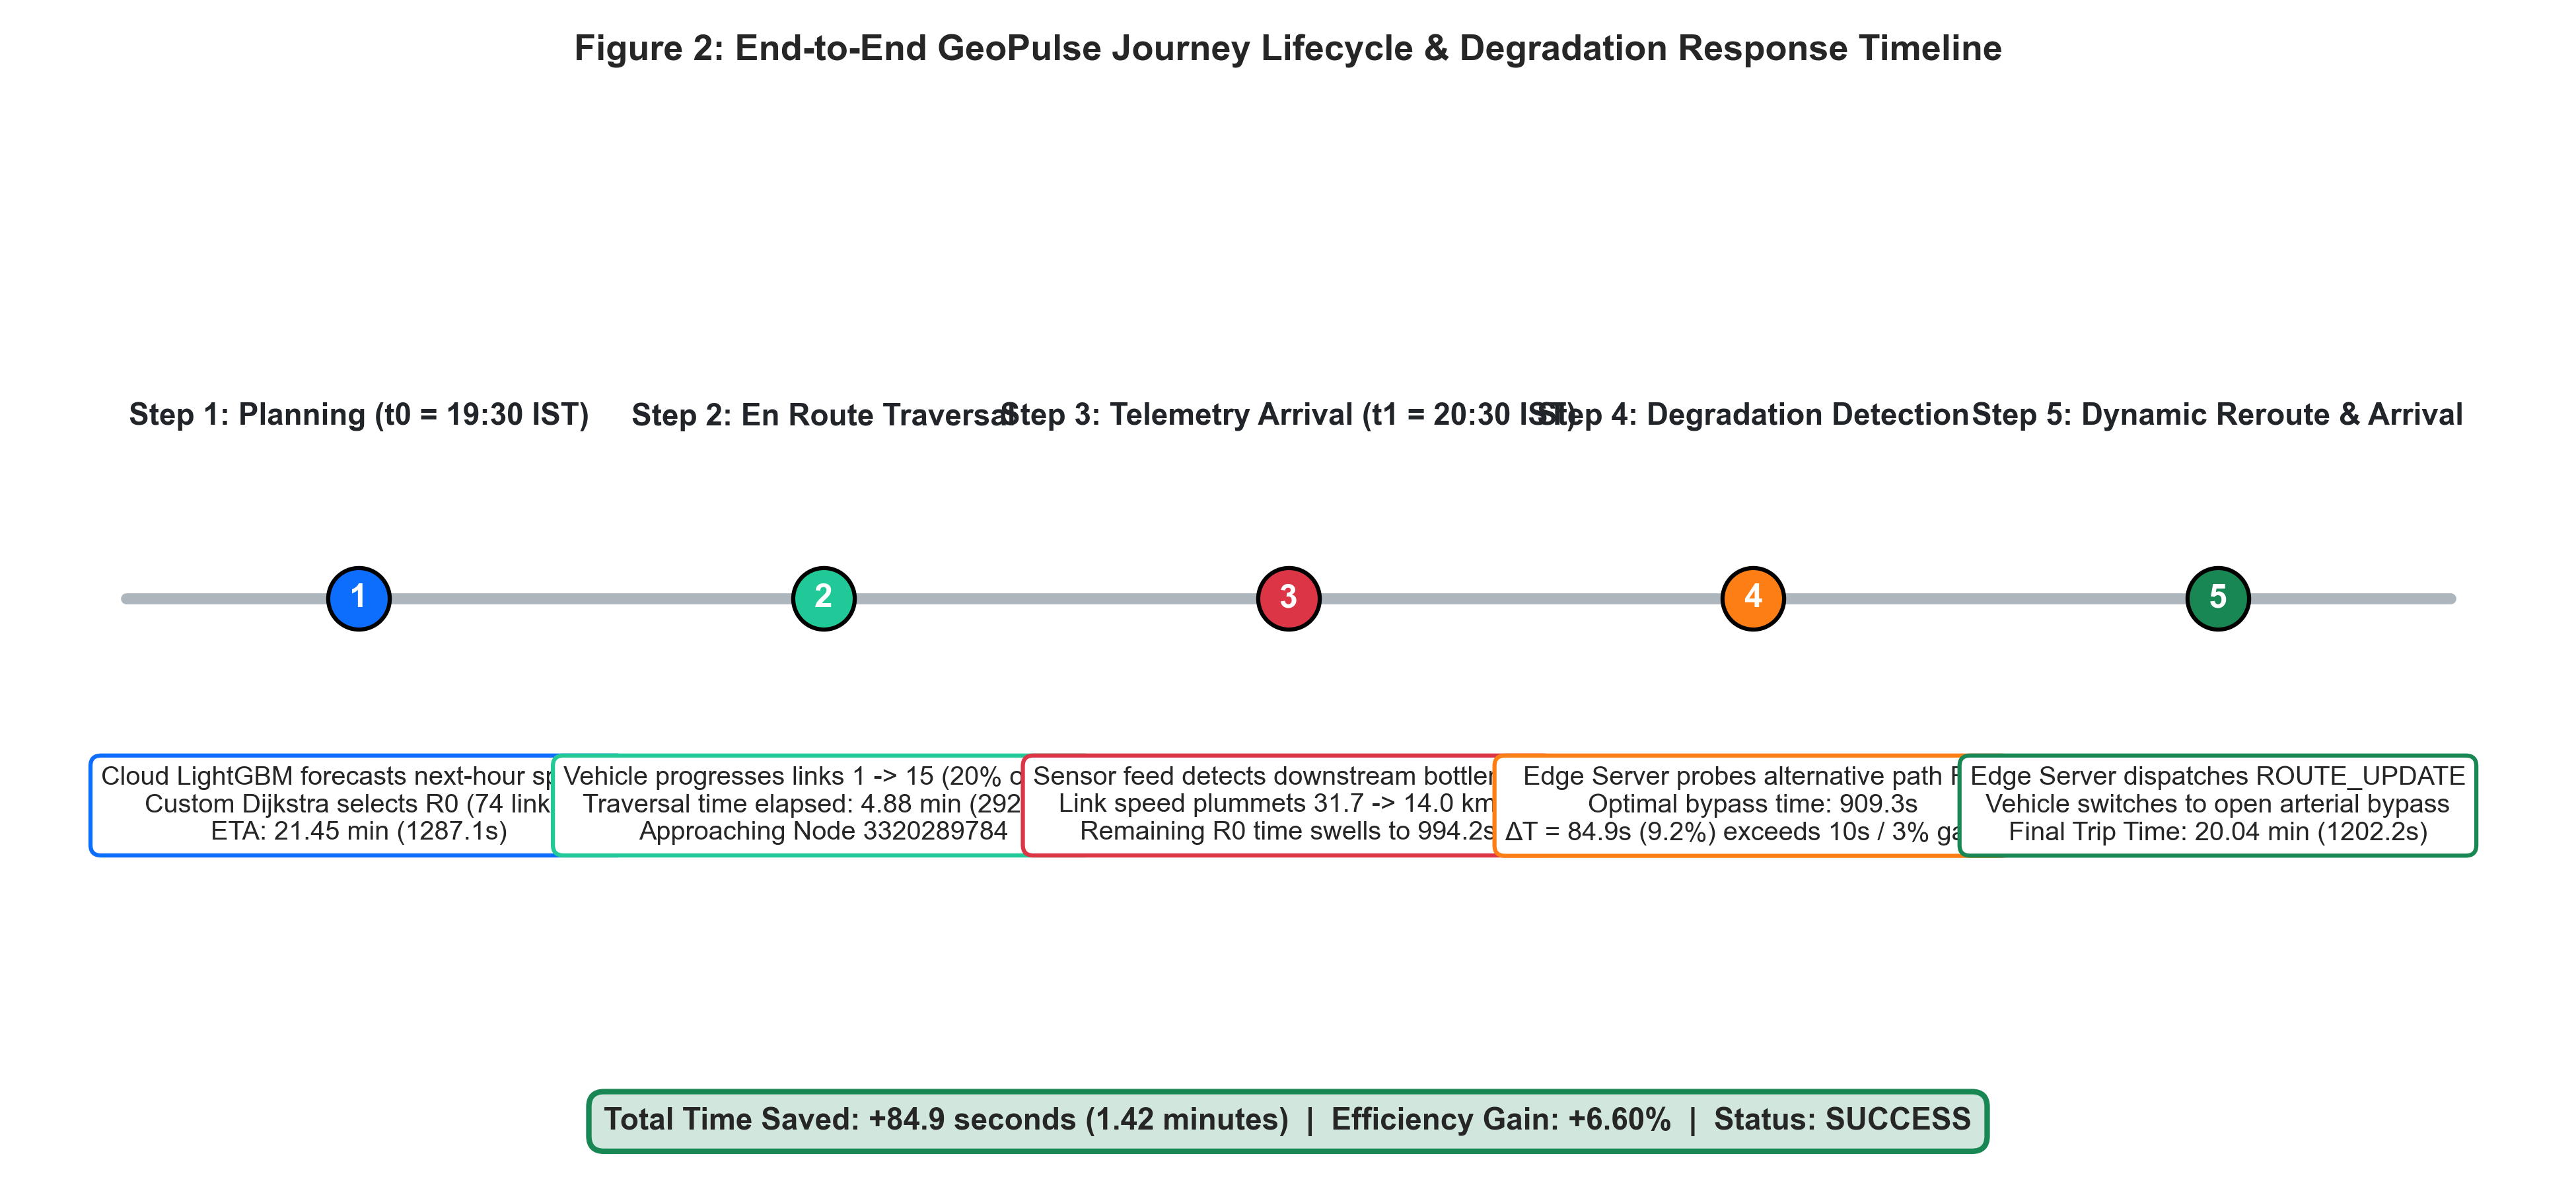 Figure 2: End-to-End GeoPulse Journey Lifecycle & Degradation Response Timeline
Step 1: Planning (t0 = 19:30 IST)
Step 2: En Route Traversal
Step 3: Telemetry Arrival (t1 = 20:30 IST)
Step 4: Degradation Detection
Step 5: Dynamic Reroute & Arrival
1
2
3
4
5
Cloud LightGBM forecasts next-hour
Custom Dijkstra selects R0 (74 link
ETA: 21.45 min (1287.1s)
Vehicle progresses links 1 -> 15 (20%
Traversal time elapsed: 4.88 min (292
Approaching Node 3320289784
Sensor feed detects downstream
Link speed plummets 31.7 -> 14.0 km
Remaining R0 time swells to 994.2s
Edge Server probes alternative path
Optimal bypass time: 909.3s
ΔT = 84.9s (9.2%) exceeds 10s / 3%
Edge Server dispatches ROUTE_UPDATE
Vehicle switches to open arterial bypass
Final Trip Time: 20.04 min (1202.2s)
Total Time Saved: +84.9 seconds (1.42 minutes) | Efficiency Gain: +6.60% | Status: SUCCESS